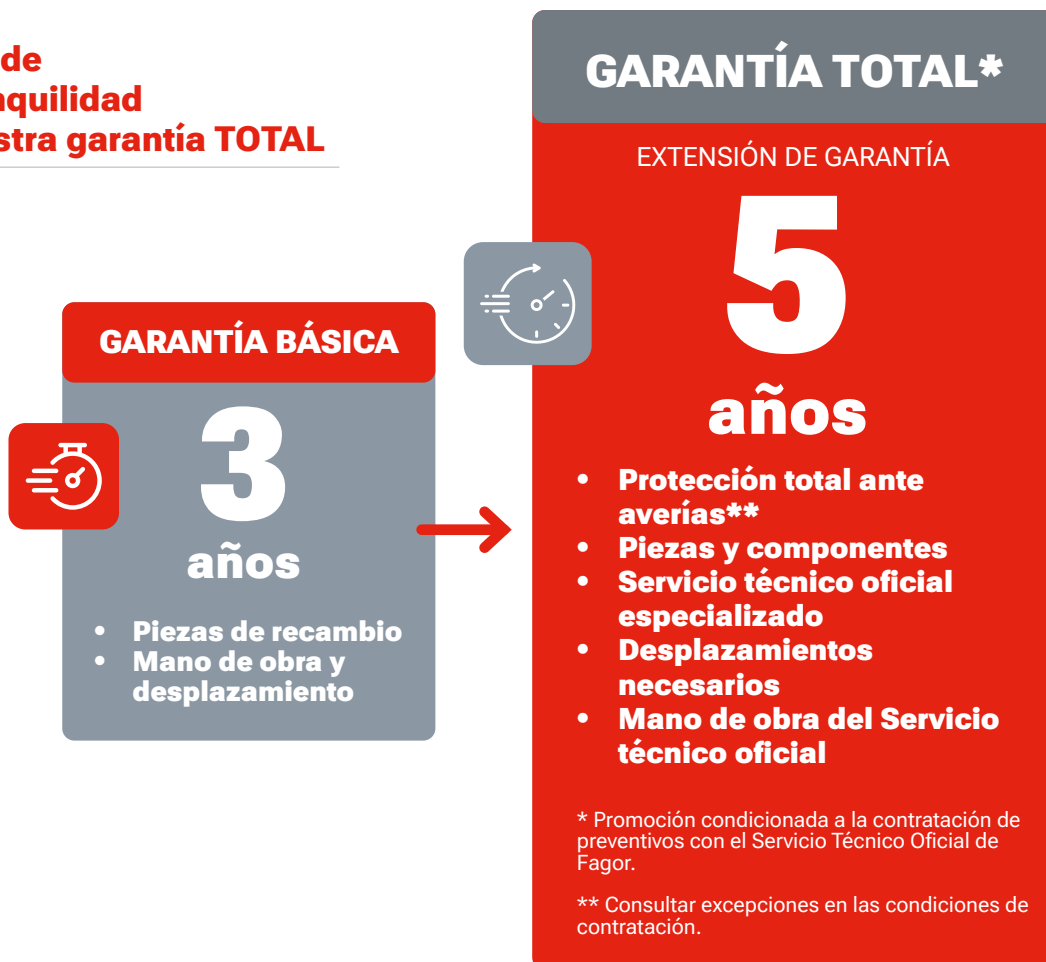 de
nquilidad
stra garantía TOTAL
GARANTÍA BÁSICA
3
años
• Piezas de recambio
• Mano de obra y
desplazamiento
GARANTÍA TOTAL*
EXTENSIÓN DE GARANTÍA
5
años
• Protección total ante
averías**
• Piezas y componentes
• Servicio técnico oficial
especializado
• Desplazamientos
necesarios
• Mano de obra del Servicio
técnico oficial
* Promoción condicionada a la contratación de
preventivos con el Servicio Técnico Oficial de
Fagor.
** Consultar excepciones en las condiciones de
contratación.